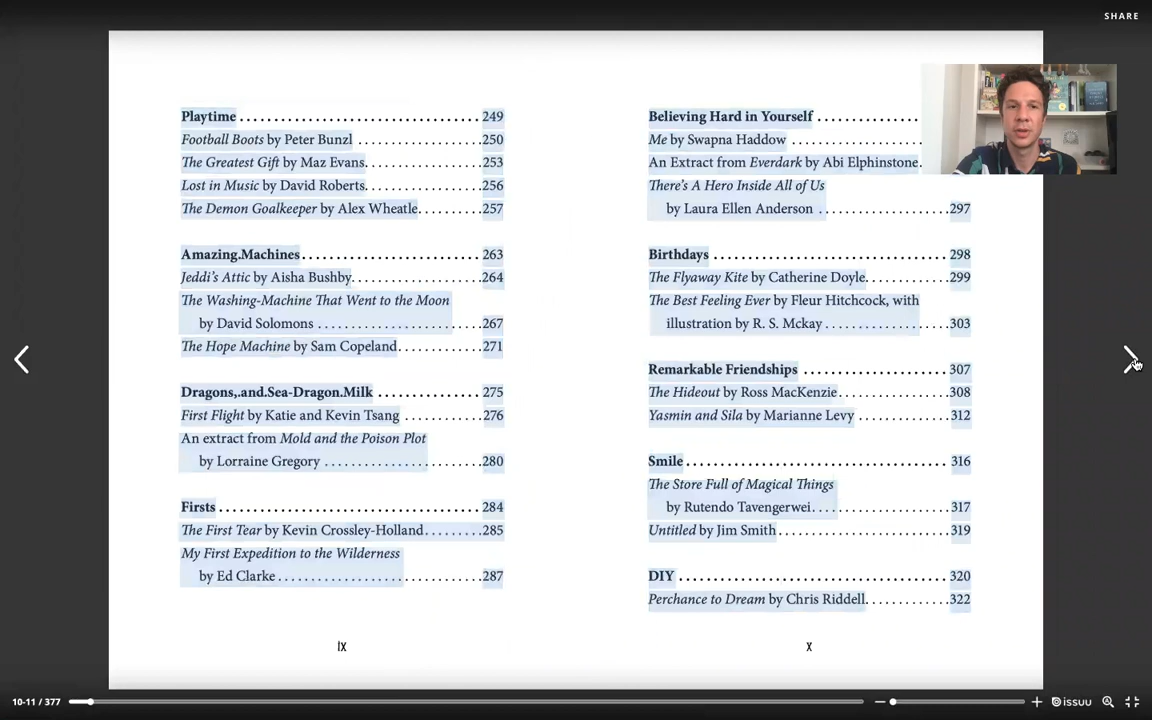 SHARE
Playtime . . . . . . . . . . . . . . . . . . . . . . . . . . . . . . . . . . 249
Football Boots by Peter Bunzl . . . . . . . . . . . . . . . . . . . 250
The Greatest Gift by Maz Evans. . . . . . . . . . . . . . . . . 253
Lost in Music by David Roberts. . . . . . . . . . . . . . . . . 256
The Demon Goalkeeper by Alex Wheatle. . . . . . . . . . 257
Amazing.Machines. . . . . . . . . . . . . . . . . . . . . . . . . 263
Jeddi’s Attic by Aisha Bushby. . . . . . . . . . . . . . . . . . . 264
The Washing-Machine That Went to the Moon
by David Solomons . . . . . . . . . . . . . . . . . . . . . . . 267
The Hope Machine by Sam Copeland. . . . . . . . . . . . . 271
Dragons,.and.Sea-Dragon.Milk . . . . . . . . . . . . . . 275
First Flight by Katie and Kevin Tsang . . . . . . . . . . . . 276
An extract from Mold and the Poison Plot
by Lorraine Gregory . . . . . . . . . . . . . . . . . . . . . . 280
Firsts . . . . . . . . . . . . . . . . . . . . . . . . . . . . . . . . . . . . 284
The First Tear by Kevin Crossley-Holland. . . . . . . . . 285
My First Expedition to the Wilderness
by Ed Clarke . . . . . . . . . . . . . . . . . . . . . . . . . . . . . 287
ix
Believing Hard in Yourself . . . . . . . . . . . . . .
Me by Swapna Haddow . . . . . . . . . . . . . . . . . .
An Extract from Everdark by Abi Elphinstone.
There’s A Hero Inside All of Us
by Laura Ellen Anderson . . . . . . . . . . . . . . . . . . 297
Birthdays . . . . . . . . . . . . . . . . . . . . . . . . . . . . . . . . 298
The Flyaway Kite by Catherine Doyle. . . . . . . . . . . . 299
The Best Feeling Ever by Fleur Hitchcock, with
illustration by R. S. Mckay . . . . . . . . . . . . . . . . . 303
Remarkable Friendships . . . . . . . . . . . . . . . . . . . . 307
The Hideout by Ross MacKenzie. . . . . . . . . . . . . . . . 308
Yasmin and Sila by Marianne Levy . . . . . . . . . . . . . 312
Smile . . . . . . . . . . . . . . . . . . . . . . . . . . . . . . . . . . . . 316
The Store Full of Magical Things
by Rutendo Tavengerwei. . . . . . . . . . . . . . . . . . . 317
Untitled by Jim Smith . . . . . . . . . . . . . . . . . . . . . . . . 319
DIY . . . . . . . . . . . . . . . . . . . . . . . . . . . . . . . . . . . . . 320
Perchance to Dream by Chris Riddell. . . . . . . . . . . . 322
x
10-11 / 377
issuu